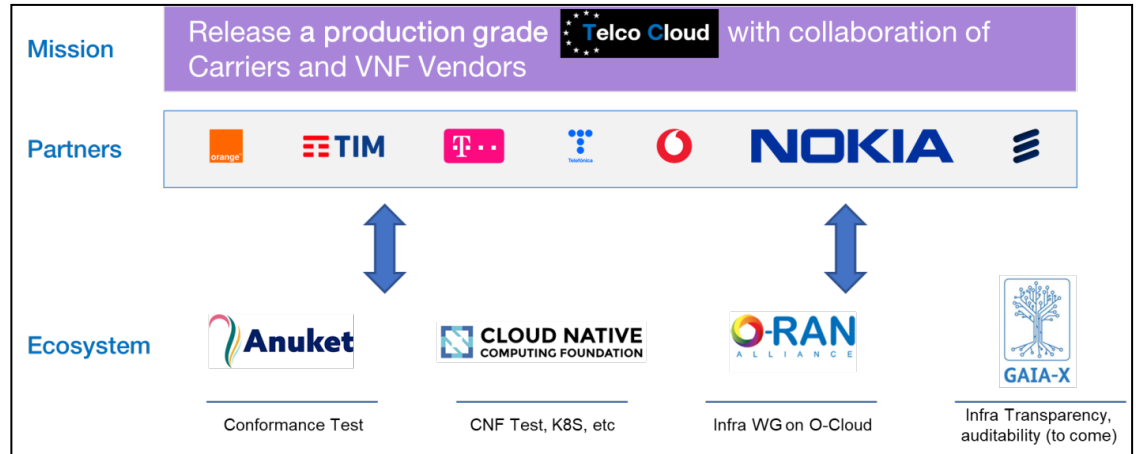 Mission
Release a production grade Telco Cloud with collaboration of
Carriers and VNF Vendors
Partners
orange™
TIM
T
Telefónica
NOKIA
Ecosystem
Anuket
CLOUD NATIVE
COMPUTING FOUNDATION
O-RAN
ALLIANCE
GAIA-X
Conformance Test
CNF Test, K8S, etc
Infra WG on O-Cloud
Infra Transparency,
auditability (to come)